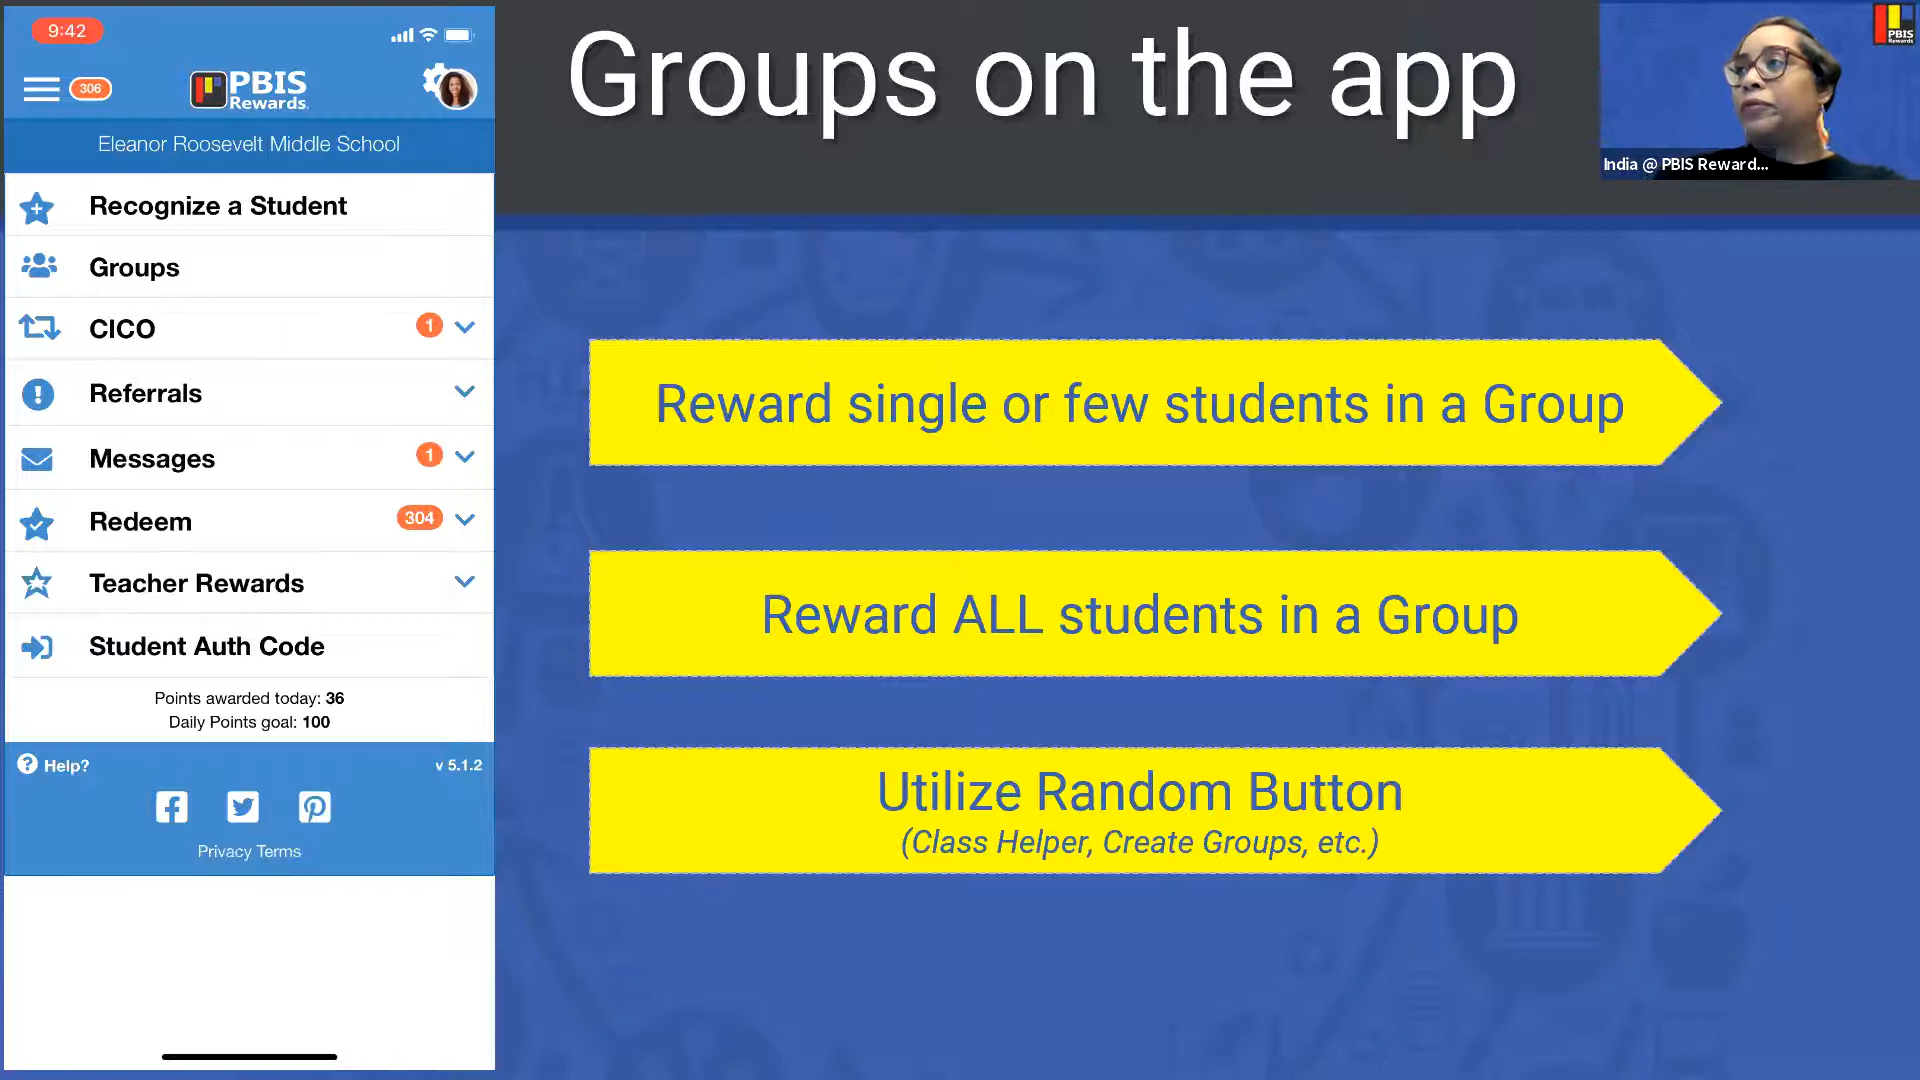 9:42
306
PBIS
Rewards.
Eleanor Roosevelt Middle School
Recognize a Student
Groups
CICO 1
Referrals
Messages 1
Redeem 304
Teacher Rewards
Student Auth Code
Points awarded today: 36
Daily Points goal: 100
Help? v 5.1.2
Privacy Terms
Groups on the app
Reward single or few students in a Group
Reward ALL students in a Group
Utilize Random Button
(Class Helper, Create Groups, etc.)
PBIS
Rewards
India @ PBIS Reward...